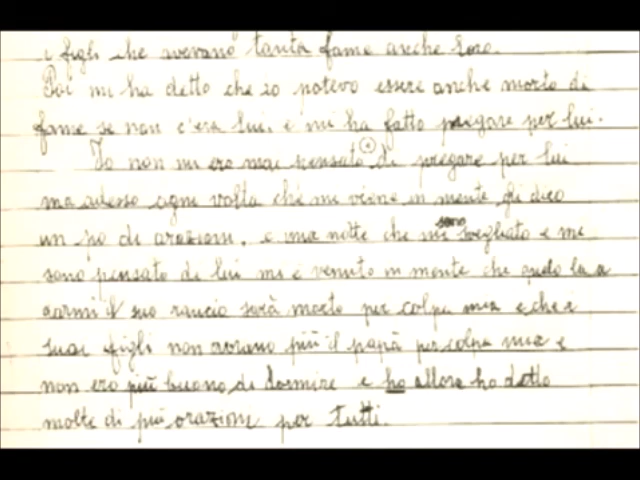 i figli che avevano tanta fame anche loro.
Poi mi ha detto che io potevo essere anche morto di
fame se non c'era lui. e mi ha fatto pregare per lui.
Io non mi ero mai pensato di pregare per lui
ma adesso ogni volta che mi viene in mente gli dico
un po di orazioni. e una notte che mi sono svegliato e mi
sono pensato di lui mi è venuto in mente che quelo la a
darmi il suo rancio sarà morto per colpa mia e che i
suoi figli non avevano più il papà per colpa mia e
non ero più buono di dormire e ho allora ho detto
molte di più orazioni per tutti.